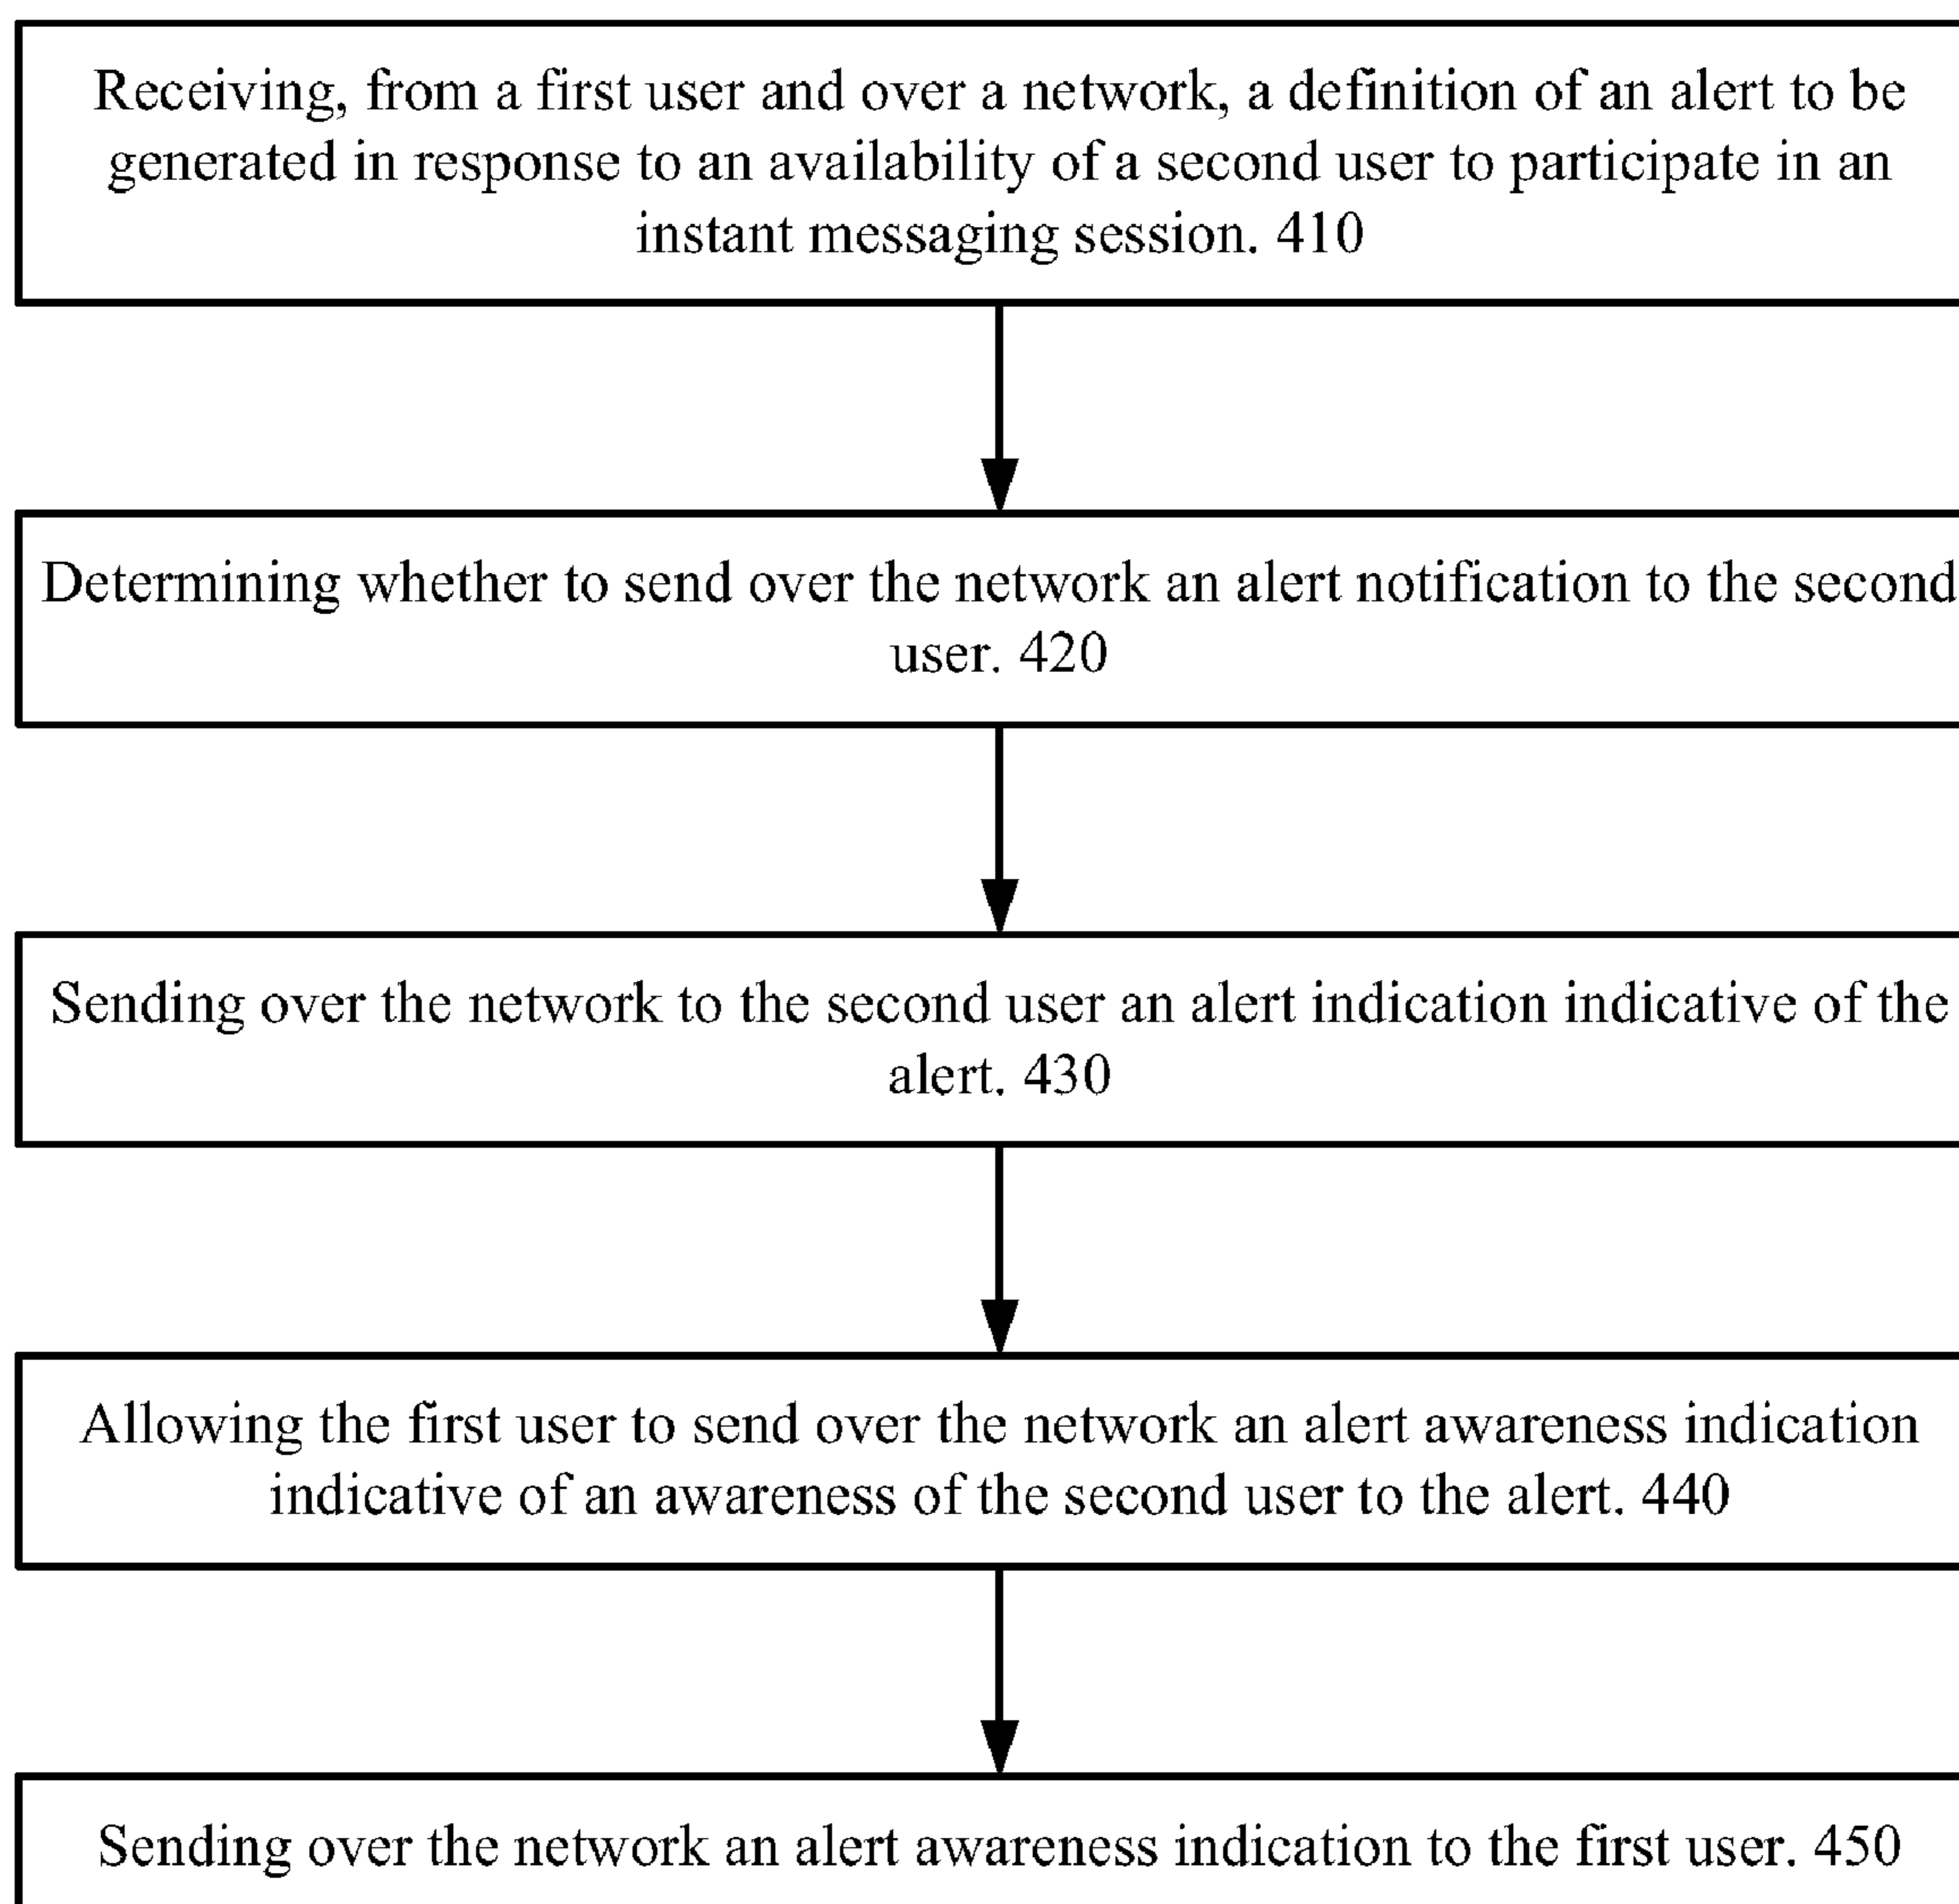 Receiving, from a first user and over a network, a definition of an alert to be
generated in response to an availability of a second user to participate in an
instant messaging session. 410
Determining whether to send over the network an alert notification to the second
user. 420
Sending over the network to the second user an alert indication indicative of the
alert. 430
Allowing the first user to send over the network an alert awareness indication
indicative of an awareness of the second user to the alert. 440
Sending over the network an alert awareness indication to the first user. 450